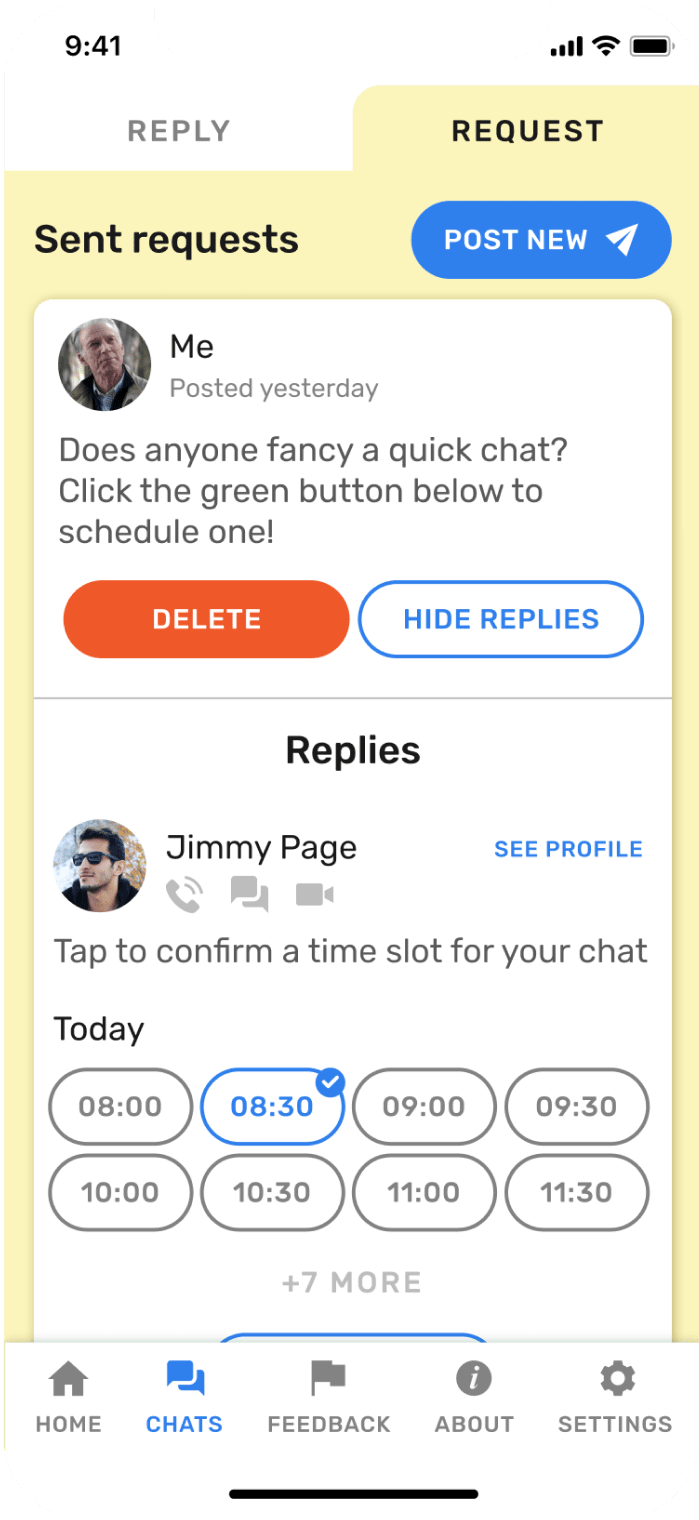 9:41
REPLY
REQUEST
Sent requests
POST NEW
Me
Posted yesterday
Does anyone fancy a quick chat?
Click the green button below to
schedule one!
DELETE
HIDE REPLIES
Replies
Jimmy Page
SEE PROFILE
Tap to confirm a time slot for your chat
Today
08:00
08:30
09:00
09:30
10:00
10:30
11:00
11:30
+7 MORE
HOME
CHATS
FEEDBACK
ABOUT
SETTINGS